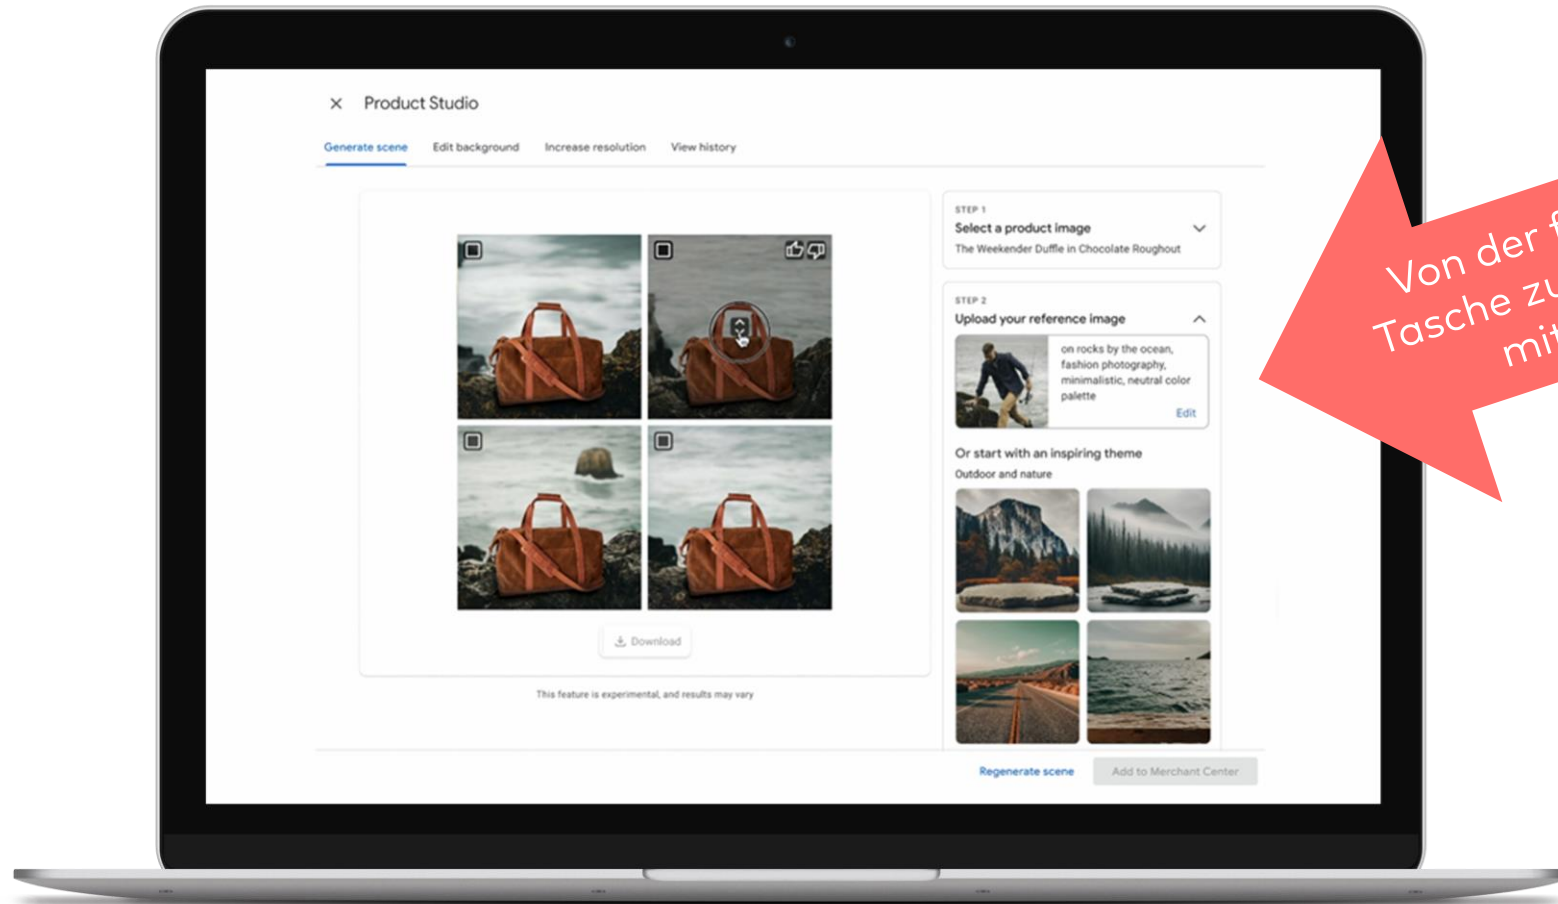 Product Studio
Generate scene
Edit background
Increase resolution
View history
STEP 1
Select a product image
The Weekender Duffle in Chocolate Roughout
STEP 2
Upload your reference image
on rocks by the ocean,
fashion photography,
minimalistic, neutral color
palette
Edit
Or start with an inspiring theme
Outdoor and nature
Download
This feature is experimental, and results may vary
Regenerate scene
Add to Merchant Center
Von der
Tasche
mit